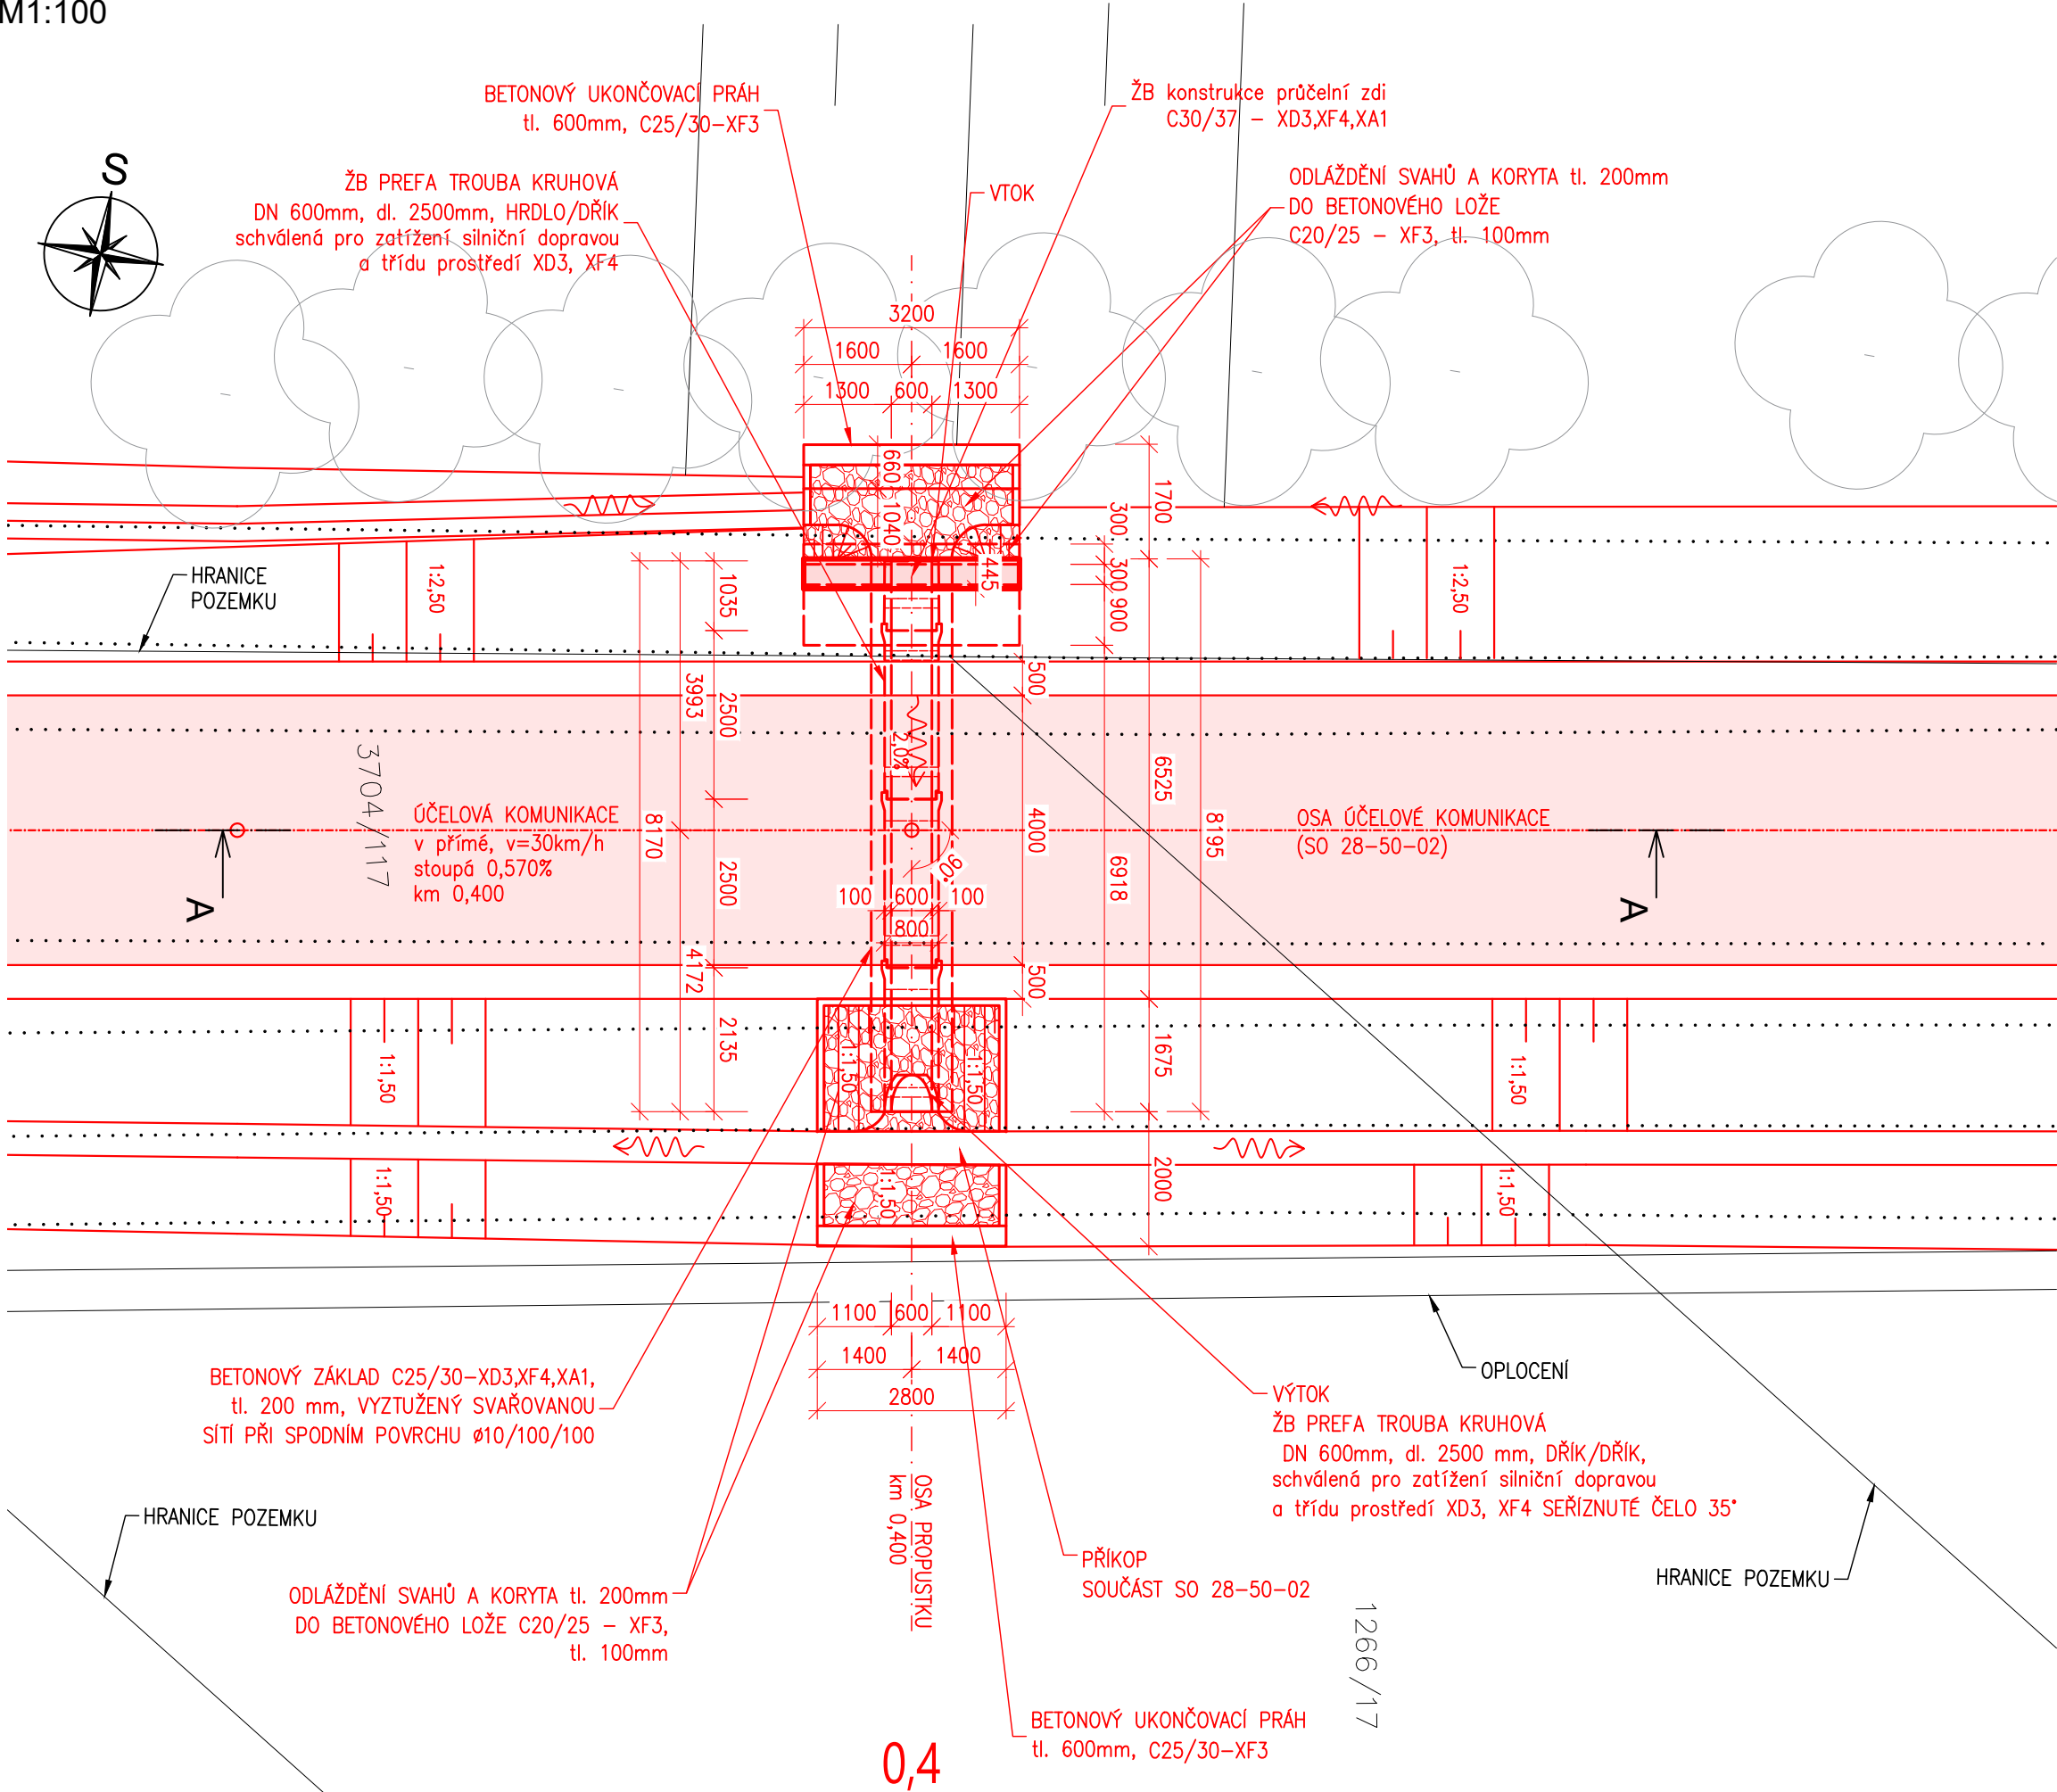 M1:100
BETONOVÝ UKONČOVACÍ PRÁH
tl. 600mm, C25/30-XF3
ŽB konstrukce průčelní zdi
C30/37 - XD3,XF4,XA1
S
ŽB PREFA TROUBA KRUHOVÁ
DN 600mm, dl. 2500mm, HRDLO/DŘÍK
schválená pro zatížení silniční dopravou
a třídu prostředí XD3, XF4
VTOK
ODLÁŽDĚNÍ SVAHŮ A KORYTA tl. 200mm
DO BETONOVÉHO LOŽE
C20/25 - XF3, tl. 100mm
3200
1600
1600
1300
600
1300
660
1040
445
1700
300
300
900
HRANICE
POZEMKU
1:2,50
1:2,50
1035
500
3993
2500
2,0%
3704/117
6525
ÚČELOVÁ KOMUNIKACE
v přímé, v=30km/h
stoupá 0,570%
km 0,400
8170
4000
8195
OSA ÚČELOVÉ KOMUNIKACE
(SO 28-50-02)
90°
6918
2500
100
600
100
800
A
A
4172
500
2135
1675
1:1,50
1:1,50
1:1,50
1:1,50
1:1,50
1:1,50
1:1,50
2000
1100
600
1100
1400
1400
2800
BETONOVÝ ZÁKLAD C25/30-XD3,XF4,XA1,
tl. 200 mm, VYZTUŽENÝ SVAŘOVANOU
SÍTÍ PŘI SPODNÍM POVRCHU ø10/100/100
OPLOCENÍ
VÝTOK
ŽB PREFA TROUBA KRUHOVÁ
DN 600mm, dl. 2500 mm, DŘÍK/DŘÍK,
schválená pro zatížení silniční dopravou
a třídu prostředí XD3, XF4 SEŘÍZNUTÉ ČELO 35°
OSA PROPUSTKU
km 0,400
HRANICE POZEMKU
PŘÍKOP
SOUČÁST SO 28-50-02
HRANICE POZEMKU
ODLÁŽDĚNÍ SVAHŮ A KORYTA tl. 200mm
DO BETONOVÉHO LOŽE C20/25 - XF3,
tl. 100mm
1266/17
BETONOVÝ UKONČOVACÍ PRÁH
tl. 600mm, C25/30-XF3
0,4